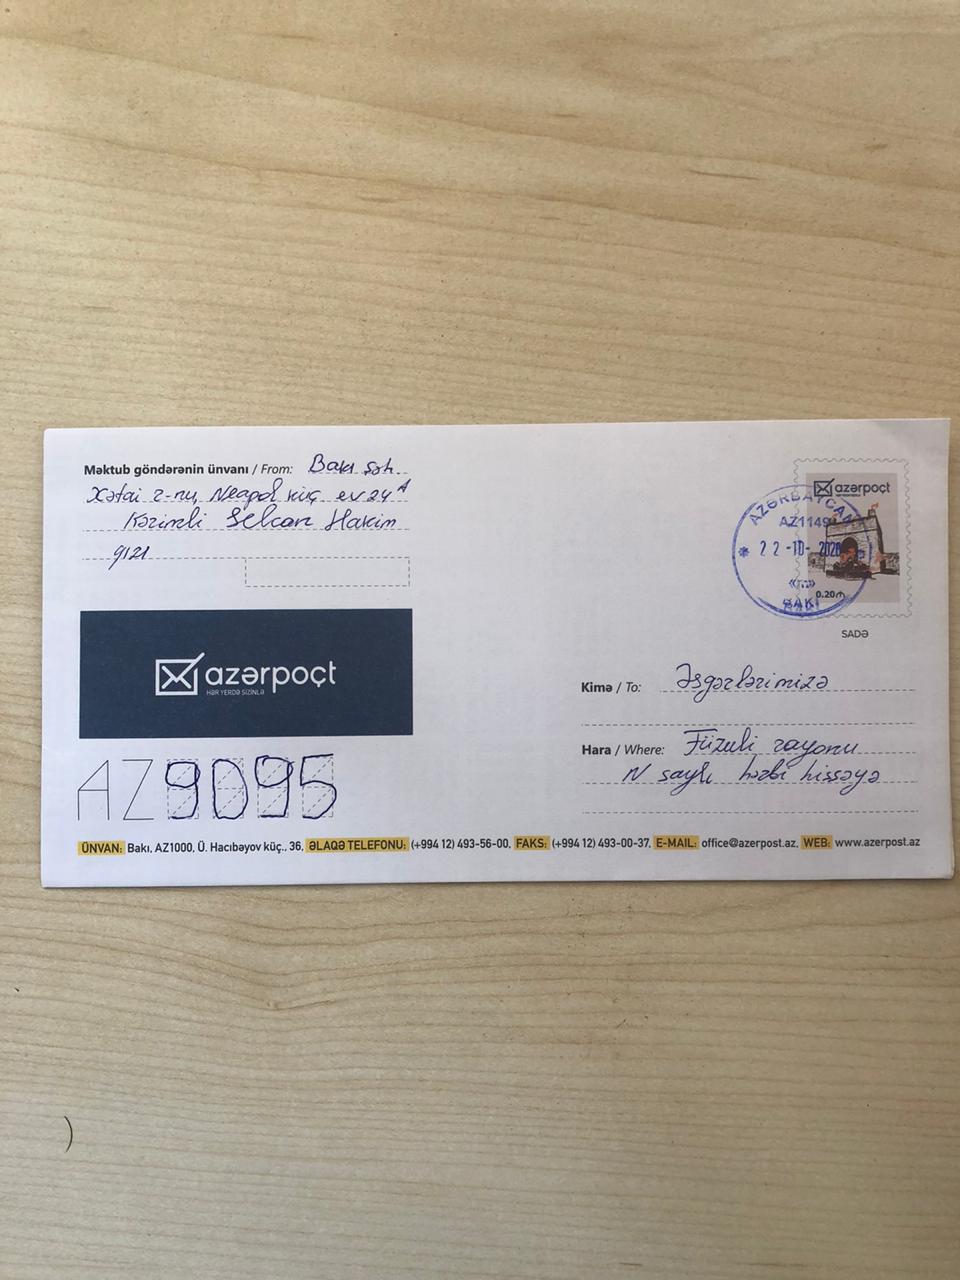 Məktub göndərənin ünvanı / From: Bakı şəh.
Xətai r-nu, Neapol küç ev 24 A
Kərimli Selcan Hakim
qızı
azərpoçt
HƏR YERDƏ SİZİNLƏ
AZ9095
azərpoçt
0.20₼
AZƏRBAYCAN
AZ1149
22-10-2020
BAKI
SADƏ
Kimə / To: Əsgərlərimizə
Hara / Where: Füzuli rayonu
N saylı hərbi hissəyə
ÜNVAN: Bakı, AZ1000, Ü. Hacıbəyov küç., 36, ƏLAQƏ TELEFONU: (+994 12) 493-56-00, FAKS: (+994 12) 493-00-37, E-MAIL: office@azerpost.az, WEB: www.azerpost.az